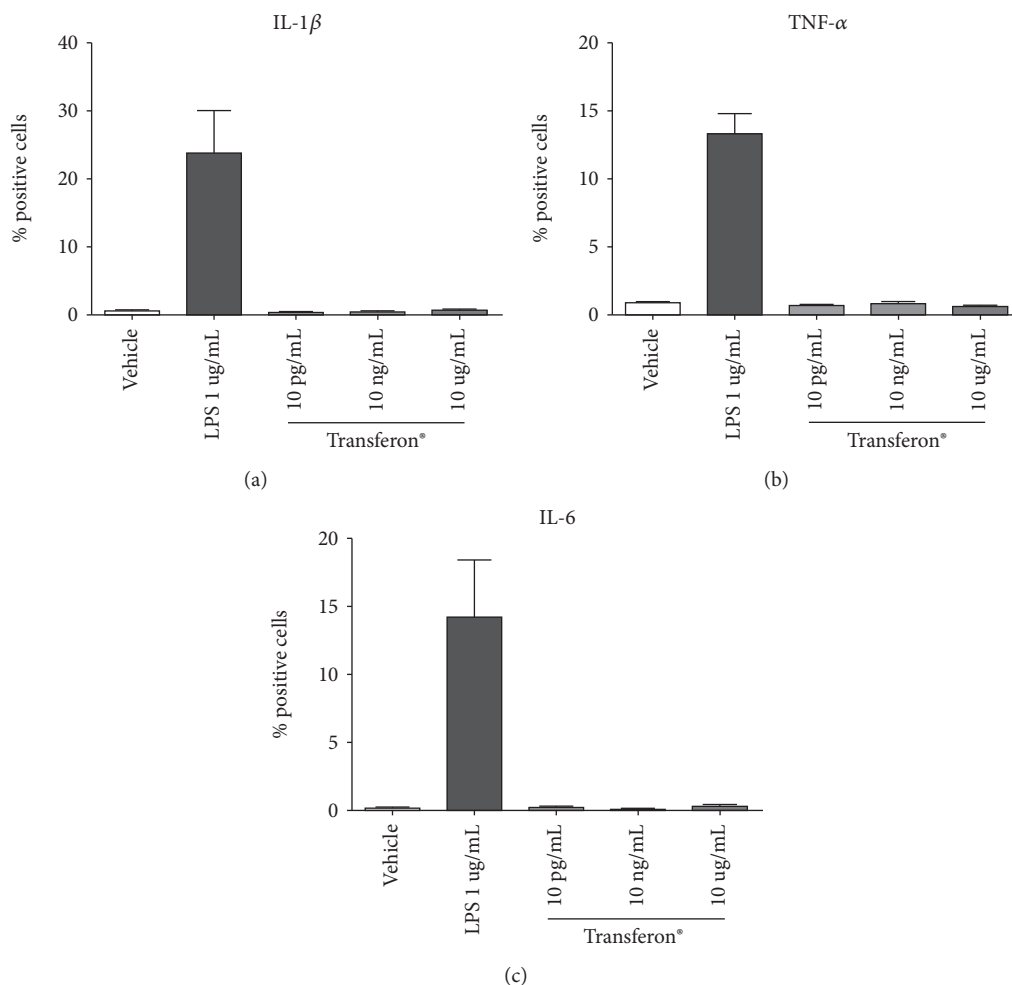 IL-1β
% positive cells
40
30
20
10
0
Vehicle
LPS 1 ug/mL
10 pg/mL
10 ng/mL
10 ug/mL
Transferon®
(a)
TNF-α
% positive cells
20
15
10
5
0
Vehicle
LPS 1 ug/mL
10 pg/mL
10 ng/mL
10 ug/mL
Transferon®
(b)
IL-6
% positive cells
20
15
10
5
0
Vehicle
LPS 1 ug/mL
10 pg/mL
10 ng/mL
10 ug/mL
Transferon®
(c)